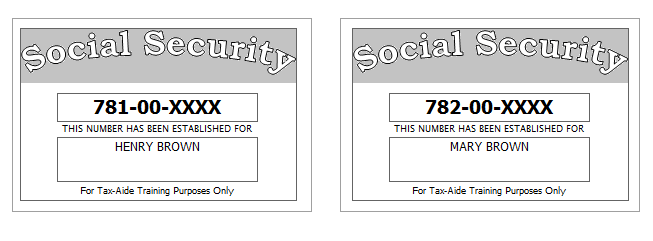 Social Security
781-00-XXXX
THIS NUMBER HAS BEEN ESTABLISHED FOR
HENRY BROWN
For Tax-Aide Training Purposes Only
Social Security
782-00-XXXX
THIS NUMBER HAS BEEN ESTABLISHED FOR
MARY BROWN
For Tax-Aide Training Purposes Only